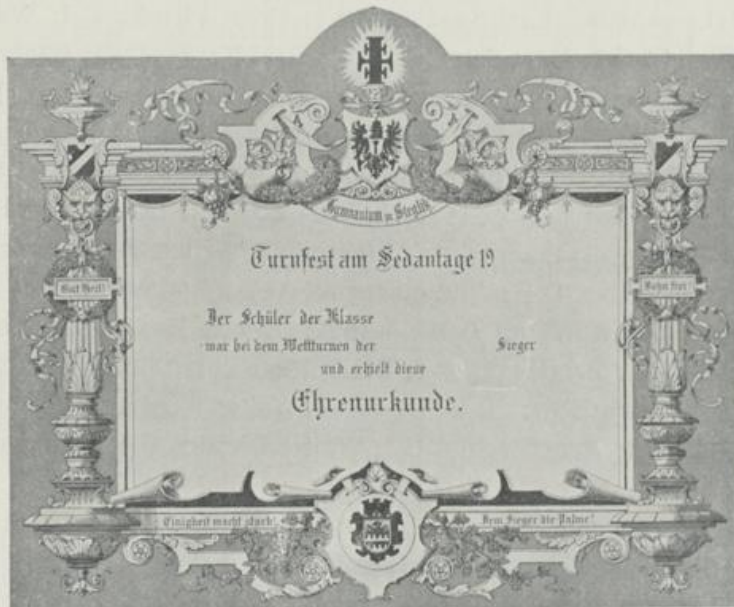 Gymnasium zu Steglitz
Turnfest am Sedantage 19
Gut Heil!
Bahn frei!
Der Schüler der Klasse
war bei dem Wettturnen der Sieger
und erhielt diese
Ehrenurkunde.
Einigkeit macht stark!
Dem Sieger die Palme!